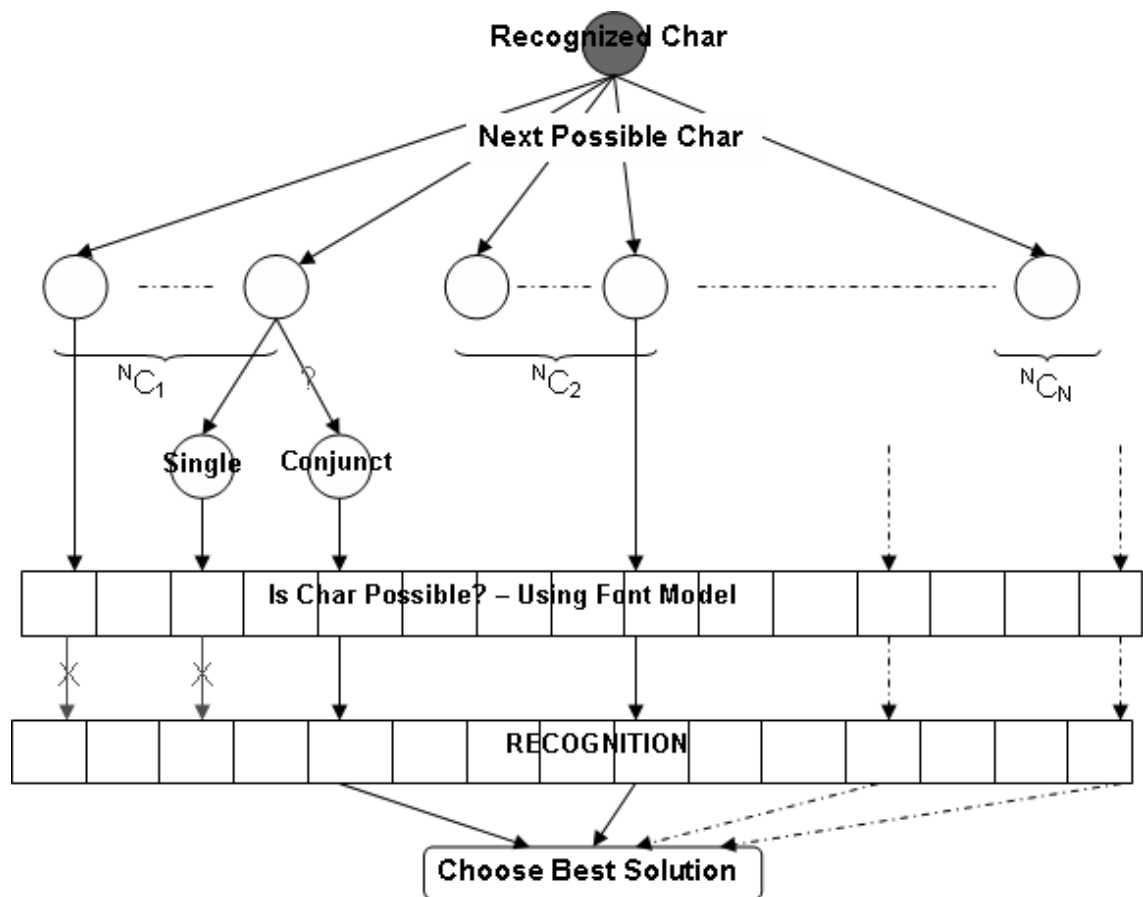 Recognized Char
Next Possible Char
ᴺC₁
?
ᴺC₂
ᴺCɴ
Single
Conjunct
Is Char Possible? – Using Font Model
X
X
RECOGNITION
Choose Best Solution